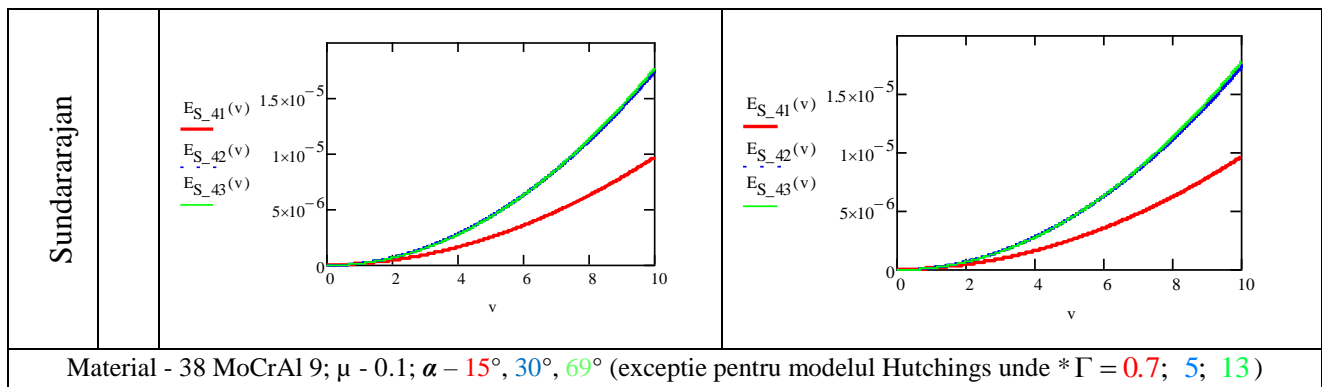 Sundararajan
1.5×10⁻⁵
1×10⁻⁵
5×10⁻⁶
0
E_S_41(v)
E_S_42(v)
E_S_43(v)
0 2 4 6 8 10
v
1.5×10⁻⁵
1×10⁻⁵
5×10⁻⁶
0
E_S_41(v)
E_S_42(v)
E_S_43(v)
0 2 4 6 8 10
v
Material - 38 MoCrAl 9; μ - 0.1; α – 15°, 30°, 69° (exceptie pentru modelul Hutchings unde *Γ = 0.7; 5; 13)